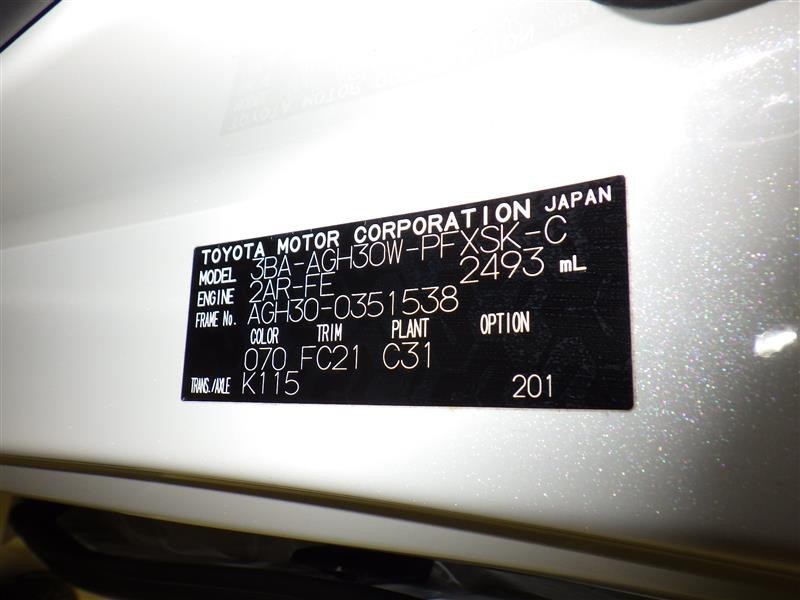 TOYOTA MOTOR CORPORATION JAPAN
MODEL 3BA-AGH30W-PFXSK-C
ENGINE 2AR-FE 2493 mL
FRAME No. AGH30-0351538
COLOR TRIM PLANT OPTION
070 FC21 C31
TRANS./AXLE K115 201